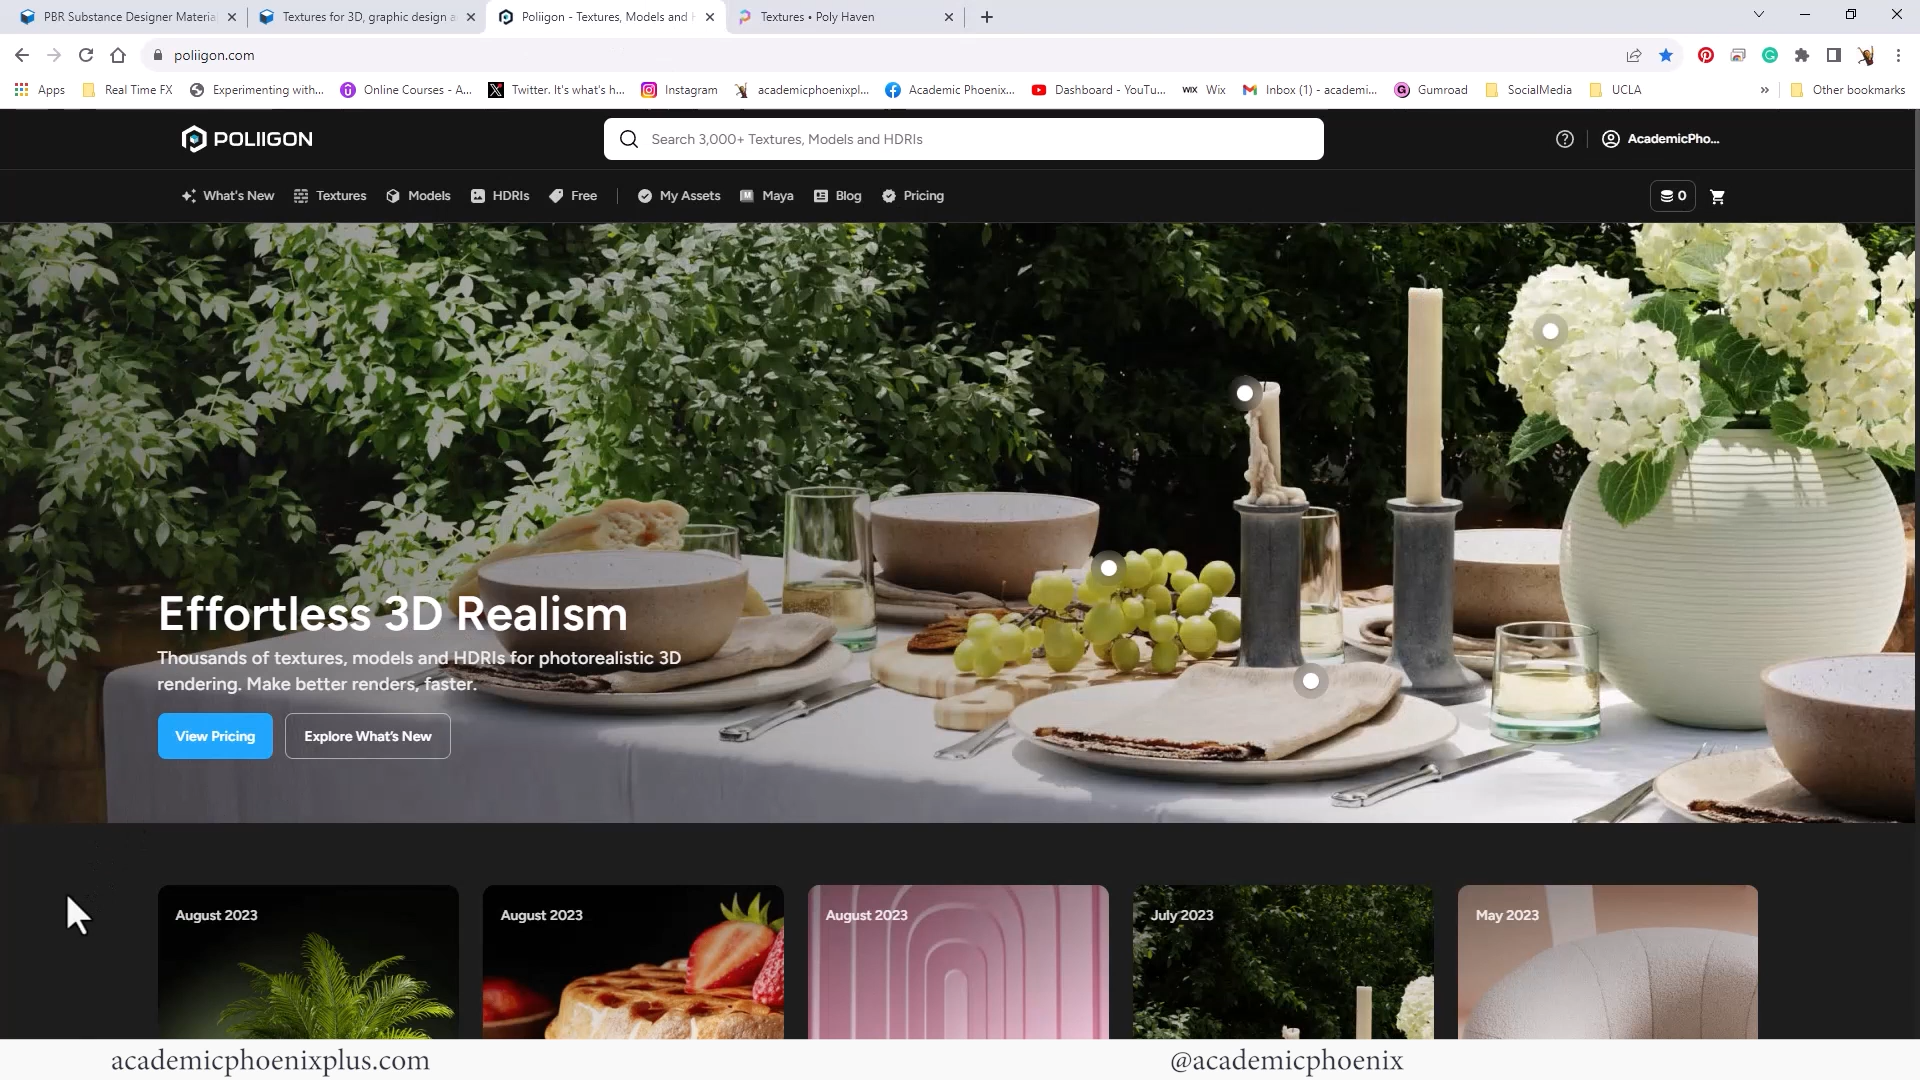 PBR Substance Designer Materia
Textures for 3D, graphic design a
Poliigon - Textures, Models and H
Textures • Poly Haven
poliigon.com
Apps
Real Time FX
Experimenting with...
Online Courses - A...
Twitter. It's what's h...
Instagram
academicphoenixpl...
Academic Phoenix...
Dashboard - YouTu...
WIX Wix
Inbox (1) - academi...
Gumroad
SocialMedia
UCLA
»
Other bookmarks
POLIIGON
Search 3,000+ Textures, Models and HDRIs
AcademicPho...
What's New
Textures
Models
HDRIs
Free
My Assets
Maya
Blog
Pricing
0
Effortless 3D Realism
Thousands of textures, models and HDRIs for photorealistic 3D
rendering. Make better renders, faster.
View Pricing
Explore What's New
August 2023
August 2023
August 2023
July 2023
May 2023
academicphoenixplus.com
@academicphoenix